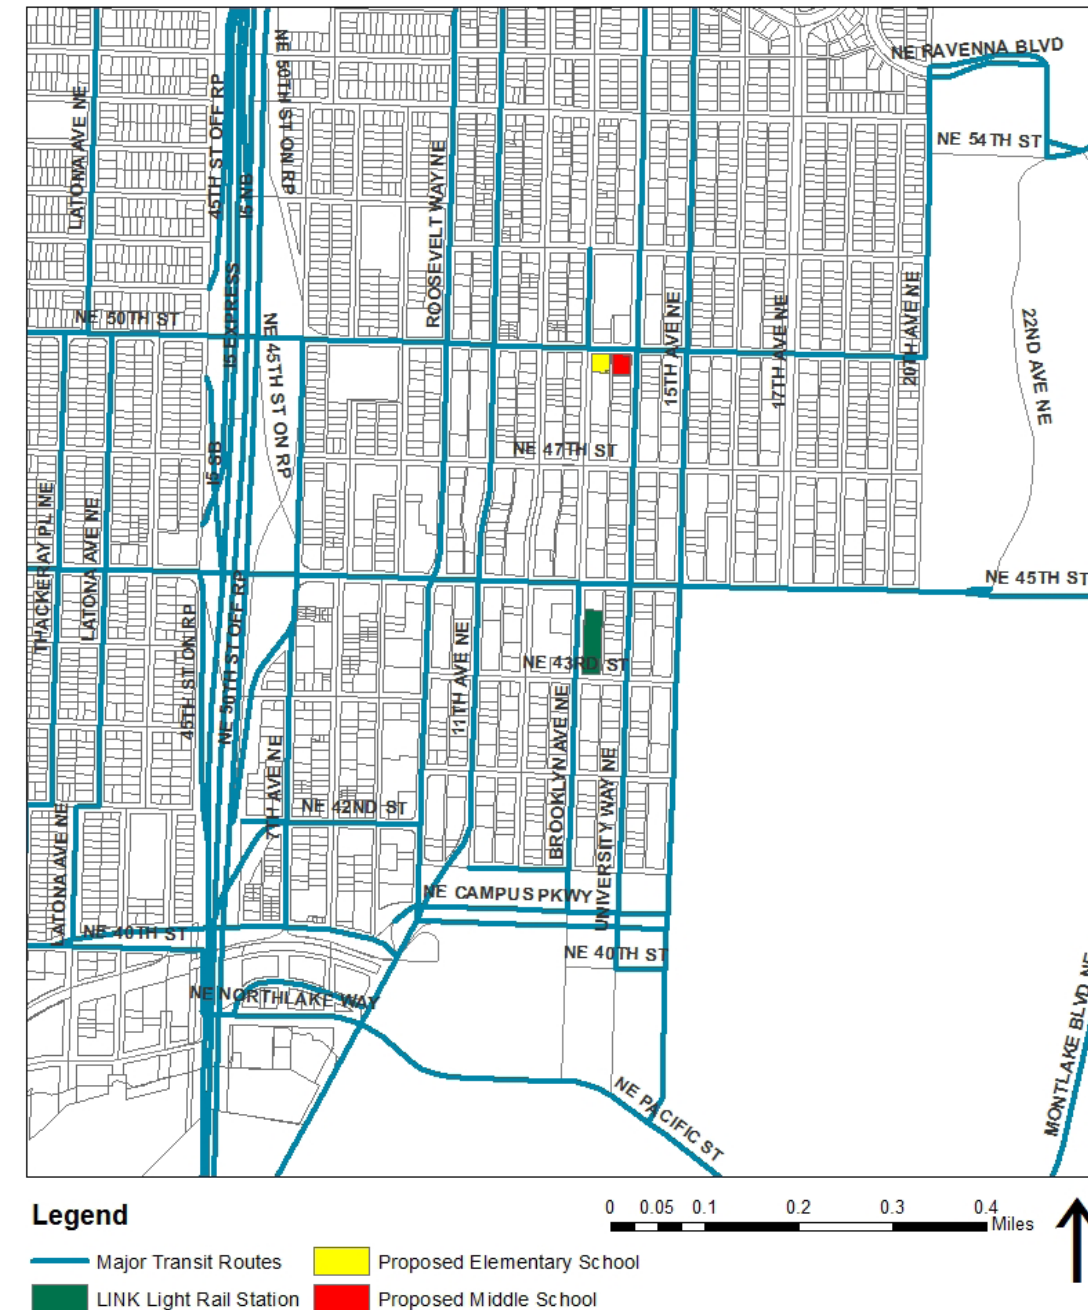 NE RAVENNA BLVD
NE 50TH ST ON RP
45TH ST OFF RP
LATONA AVE NE
I5 NB
ROOSEVELT WAY NE
NE 54TH ST
I5 EXPRESS
NE 50TH ST
NE 45TH ST ON RP
15TH AVE NE
17TH AVE NE
20TH AVE NE
22ND AVE NE
NE 47TH ST
I5 SB
THACKERAY PL NE
LATONA AVE NE
NE 45TH ST
45TH ST ON RP
NE 50TH ST OFF RP
11TH AVE NE
NE 43RD ST
BROOKLYN AVE NE
UNIVERSITY WAY NE
7TH AVE NE
NE 42ND ST
LATONA AVE NE
NE CAMPUS PKWY
NE 40TH ST
NE 40TH ST
NE NORTHLAKE WAY
MONTLAKE BLVD NE
NE PACIFIC ST
Legend
0 0.05 0.1 0.2 0.3 0.4
Miles
Major Transit Routes
Proposed Elementary School
LINK Light Rail Station
Proposed Middle School